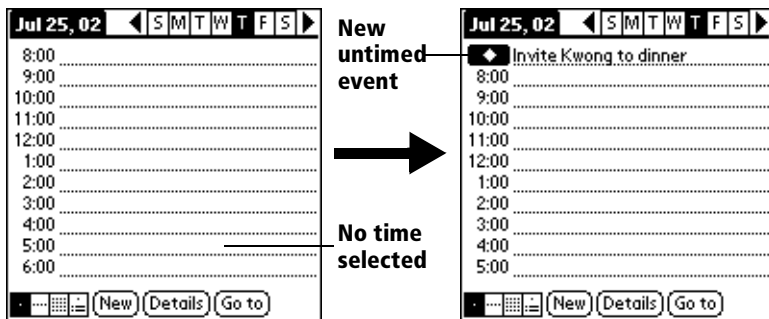 Jul 25, 02 S M T W T F S
8:00
9:00
10:00
11:00
12:00
1:00
2:00
3:00
4:00
5:00
6:00
New Details Go to
New
untimed
event
No time
selected
Jul 25, 02 S M T W T F S
Invite Kwong to dinner
8:00
9:00
10:00
11:00
12:00
1:00
2:00
3:00
4:00
5:00
New Details Go to